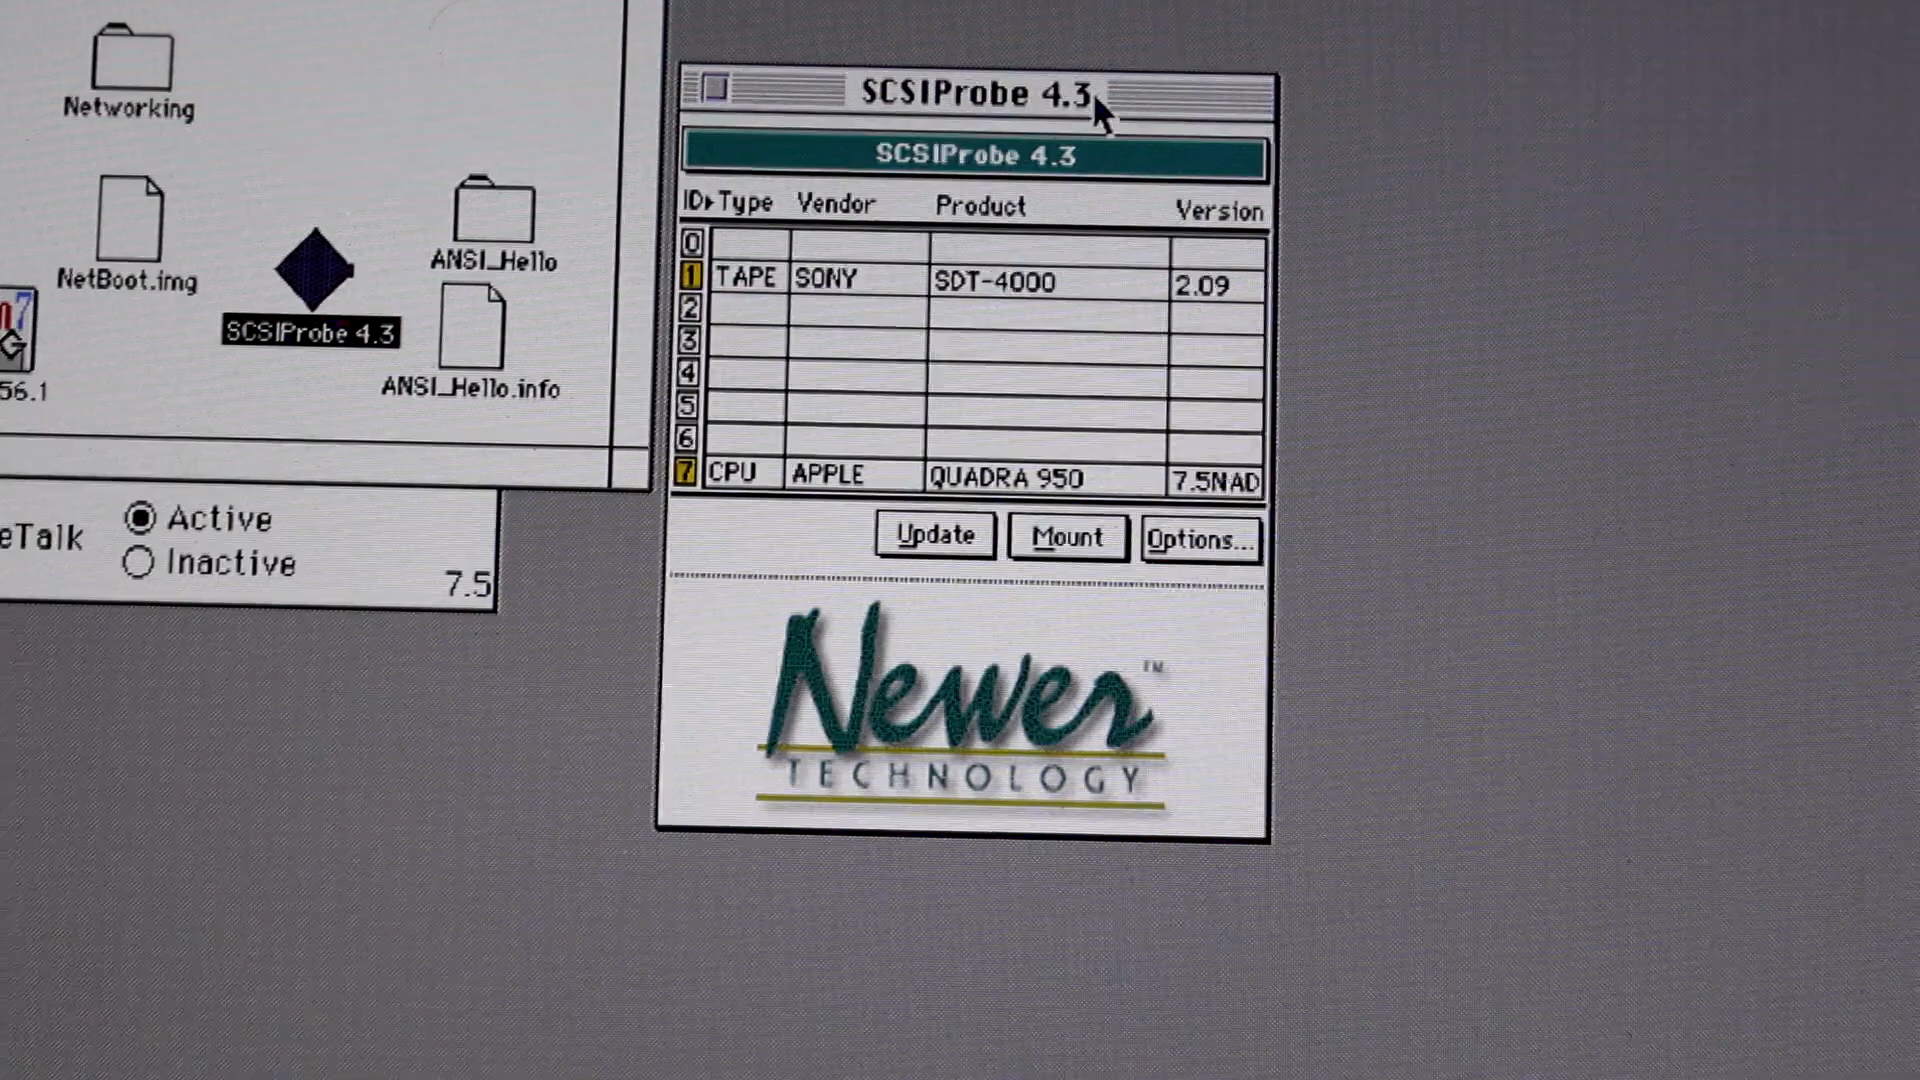 Networking
NetBoot.img
SCSIProbe 4.3
ANSI_Hello
ANSI_Hello.info
56.1
eTalk
Active
Inactive
7.5
SCSIProbe 4.3
SCSIProbe 4.3
ID Type Vendor Product Version
0
1 TAPE SONY SDT-4000 2.09
2
3
4
5
6
7 CPU APPLE QUADRA 950 7.5NAD
Update Mount Options...
Newer™
TECHNOLOGY